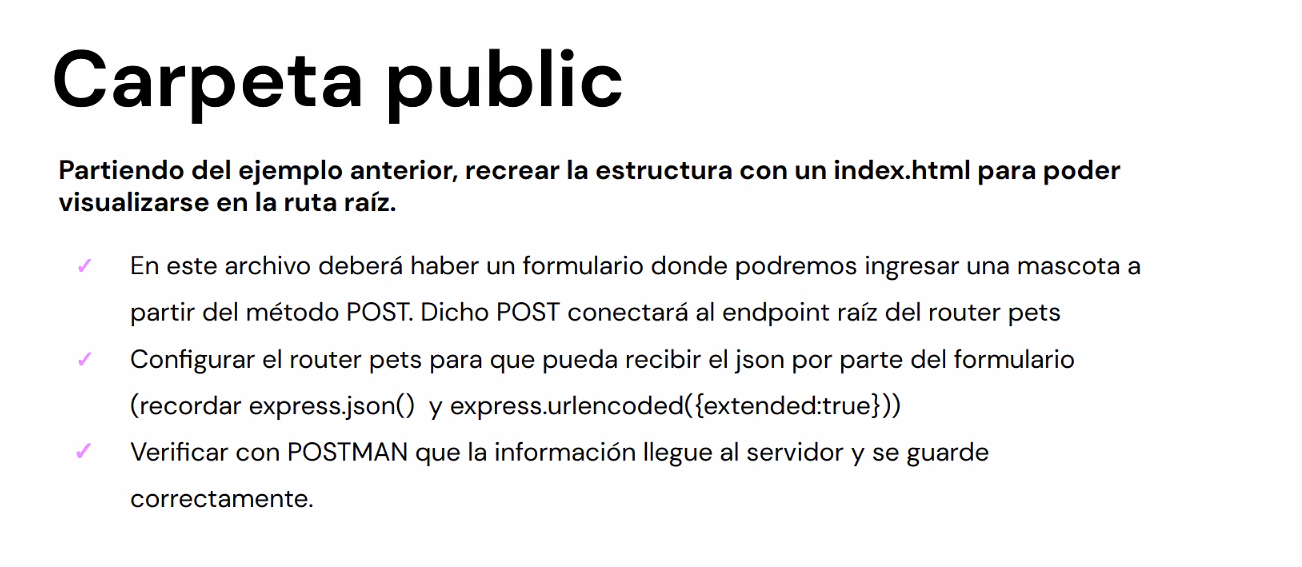 Carpeta public
Partiendo del ejemplo anterior, recrear la estructura con un index.html para poder
visualizarse en la ruta raíz.
✓ En este archivo deberá haber un formulario donde podremos ingresar una mascota a
partir del método POST. Dicho POST conectará al endpoint raíz del router pets
✓ Configurar el router pets para que pueda recibir el json por parte del formulario
(recordar express.json()  y express.urlencoded({extended:true}))
✓ Verificar con POSTMAN que la información llegue al servidor y se guarde
correctamente.